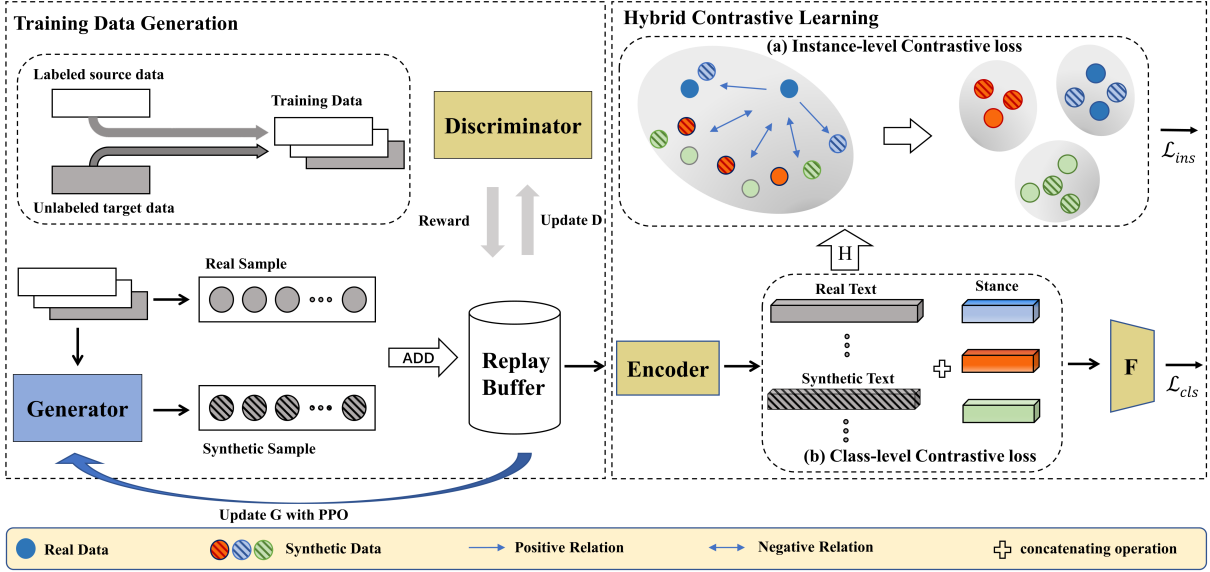 Training Data Generation
Labeled source data
Training Data
Unlabeled target data
Discriminator
Reward
Update D
Real Sample
Generator
Synthetic Sample
ADD
Replay
Buffer
Update G with PPO
Hybrid Contrastive Learning
(a) Instance-level Contrastive loss
ℒ_ins
H
Encoder
Real Text
Stance
Synthetic Text
(b) Class-level Contrastive loss
F
ℒ_cls
Real Data
Synthetic Data
Positive Relation
Negative Relation
concatenating operation